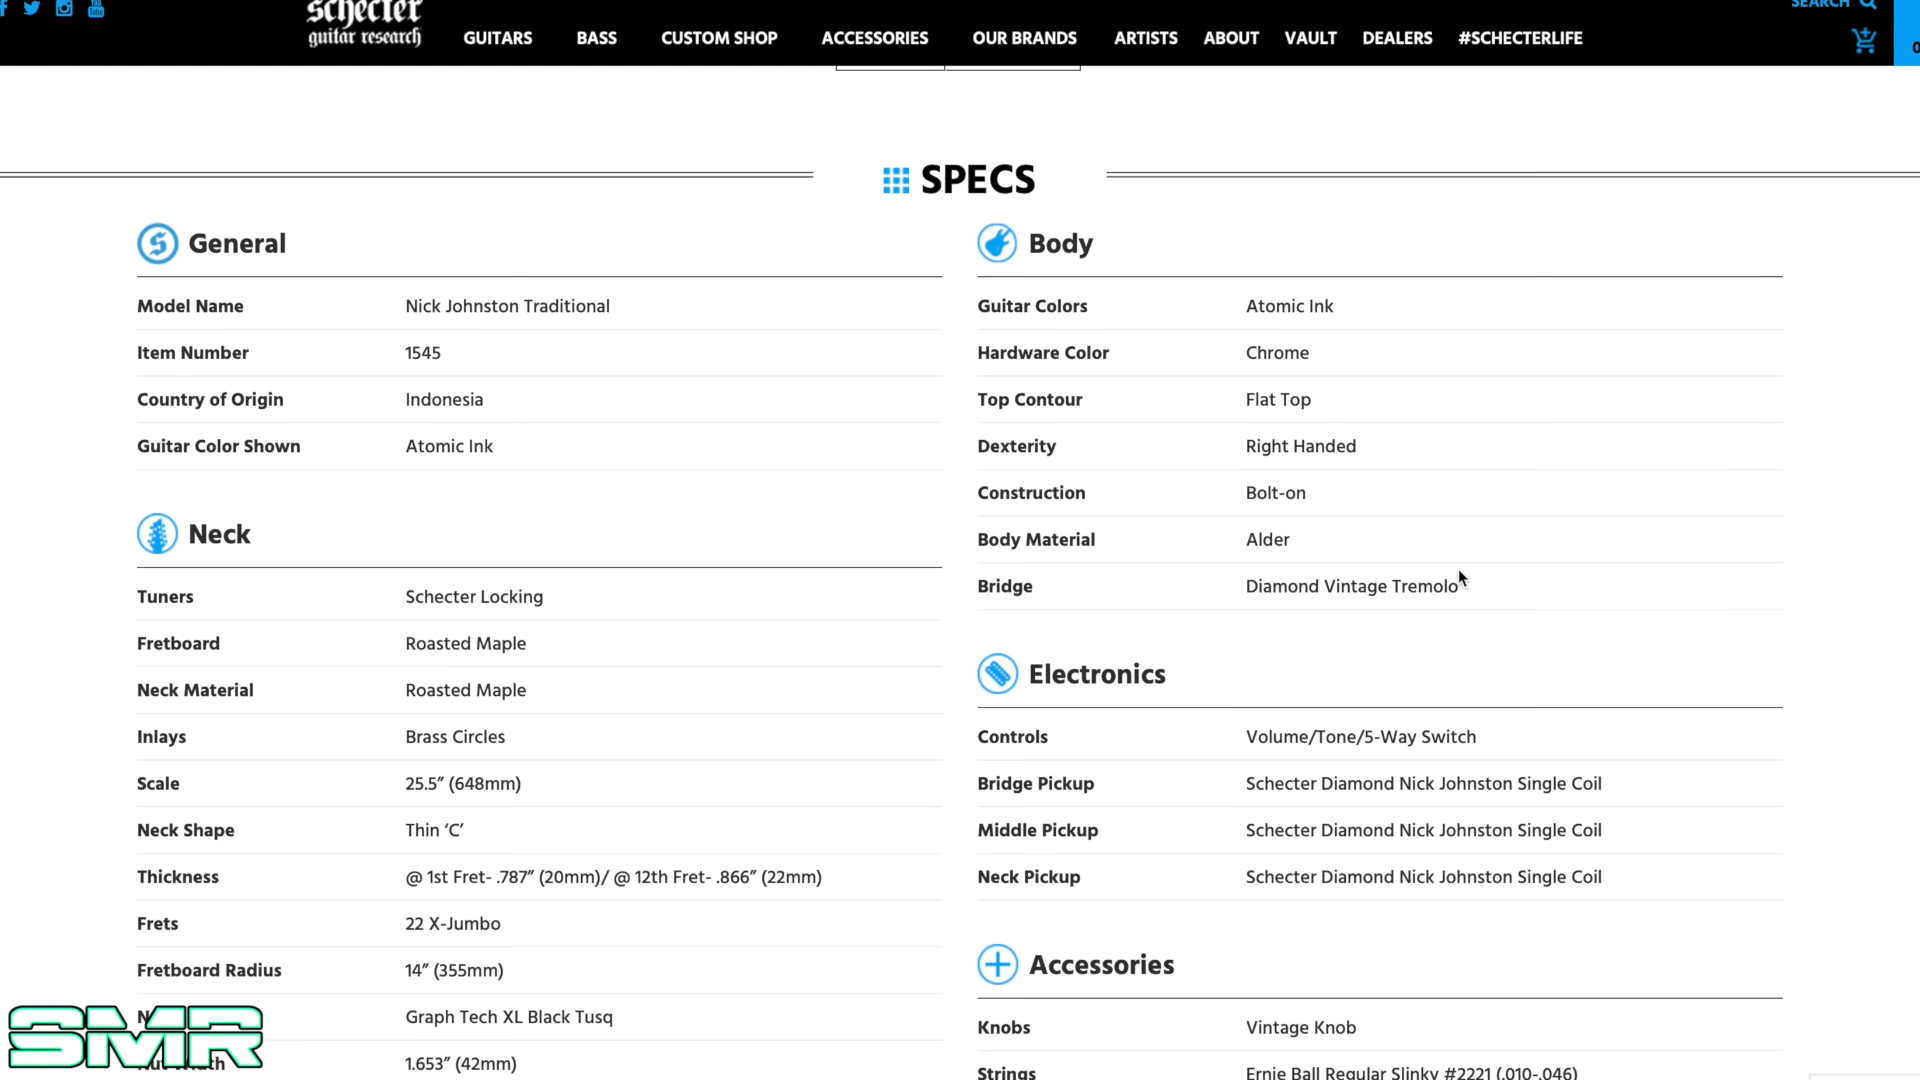 schecter
guitar research
GUITARS
BASS
CUSTOM SHOP
ACCESSORIES
OUR BRANDS
ARTISTS
ABOUT
VAULT
DEALERS
#SCHECTERLIFE
SEARCH
0
SPECS
General
Model Name Nick Johnston Traditional
Item Number 1545
Country of Origin Indonesia
Guitar Color Shown Atomic Ink
Neck
Tuners Schecter Locking
Fretboard Roasted Maple
Neck Material Roasted Maple
Inlays Brass Circles
Scale 25.5” (648mm)
Neck Shape Thin ‘C’
Thickness @ 1st Fret- .787” (20mm)/ @ 12th Fret- .866” (22mm)
Frets 22 X-Jumbo
Fretboard Radius 14” (355mm)
Graph Tech XL Black Tusq
Nut Width 1.653” (42mm)
Body
Guitar Colors Atomic Ink
Hardware Color Chrome
Top Contour Flat Top
Dexterity Right Handed
Construction Bolt-on
Body Material Alder
Bridge Diamond Vintage Tremolo
Electronics
Controls Volume/Tone/5-Way Switch
Bridge Pickup Schecter Diamond Nick Johnston Single Coil
Middle Pickup Schecter Diamond Nick Johnston Single Coil
Neck Pickup Schecter Diamond Nick Johnston Single Coil
Accessories
Knobs Vintage Knob
Strings Ernie Ball Regular Slinky #2221 (.010-.046)
SMR